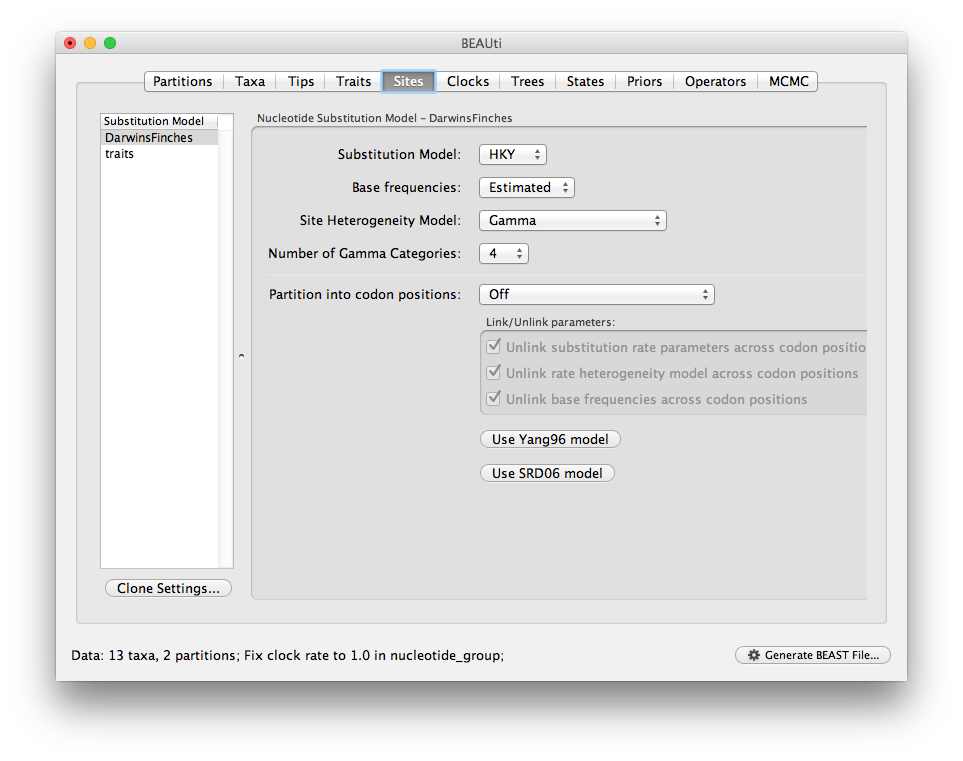 BEAUti
Partitions Taxa Tips Traits Sites Clocks Trees States Priors Operators MCMC
Substitution Model
DarwinsFinches
traits
Clone Settings...
Nucleotide Substitution Model – DarwinsFinches
Substitution Model: HKY
Base frequencies: Estimated
Site Heterogeneity Model: Gamma
Number of Gamma Categories: 4
Partition into codon positions: Off
Link/Unlink parameters:
Unlink substitution rate parameters across codon positio
Unlink rate heterogeneity model across codon positions
Unlink base frequencies across codon positions
Use Yang96 model
Use SRD06 model
Data: 13 taxa, 2 partitions; Fix clock rate to 1.0 in nucleotide_group;
Generate BEAST File...